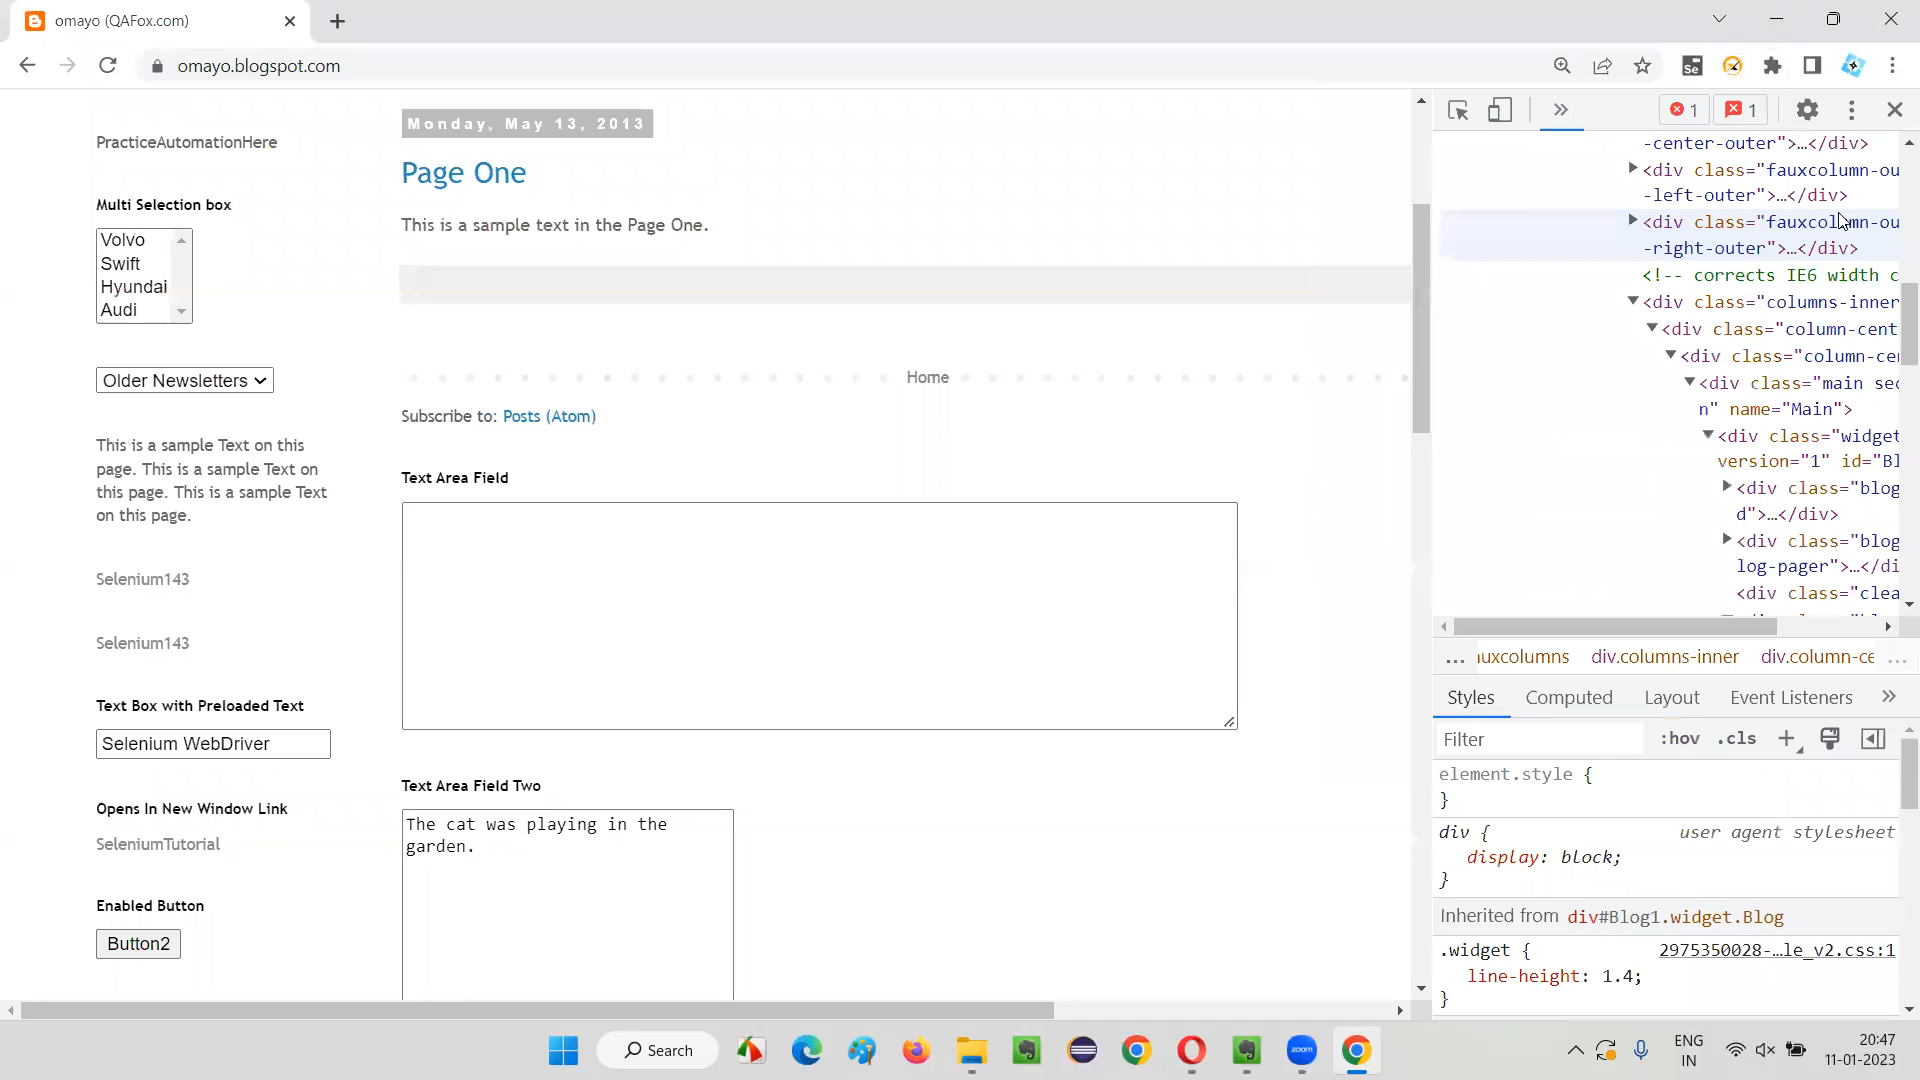 omayo (QAFox.com)
omayo.blogspot.com
PracticeAutomationHere
Multi Selection box
Volvo
Swift
Hyundai
Audi
Older Newsletters
This is a sample Text on this
page. This is a sample Text on
this page. This is a sample Text
on this page.
Selenium143
Selenium143
Text Box with Preloaded Text
Selenium WebDriver
Opens In New Window Link
SeleniumTutorial
Enabled Button
Button2
Monday, May 13, 2013
Page One
This is a sample text in the Page One.
Home
Subscribe to: Posts (Atom)
Text Area Field
Text Area Field Two
The cat was playing in the
garden.
1 1
-center-outer">…</div>
<div class="fauxcolumn-ou
-left-outer">…</div>
<div class="fauxcolumn-ou
-right-outer">…</div>
<!-- corrects IE6 width c
<div class="columns-inner
<div class="column-cent
<div class="column-cen
<div class="main sec
n" name="Main">
<div class="widget
version="1" id="Bl
<div class="blog
d">…</div>
<div class="blog
log-pager">…</di
<div class="clea
... uxcolumns div.columns-inner div.column-ce ...
Styles Computed Layout Event Listeners
Filter :hov .cls
element.style {
}
div { user agent stylesheet
display: block;
}
Inherited from div#Blog1.widget.Blog
.widget { 2975350028-…le_v2.css:1
line-height: 1.4;
}
Search
zoom
ENG
IN
20:47
11-01-2023